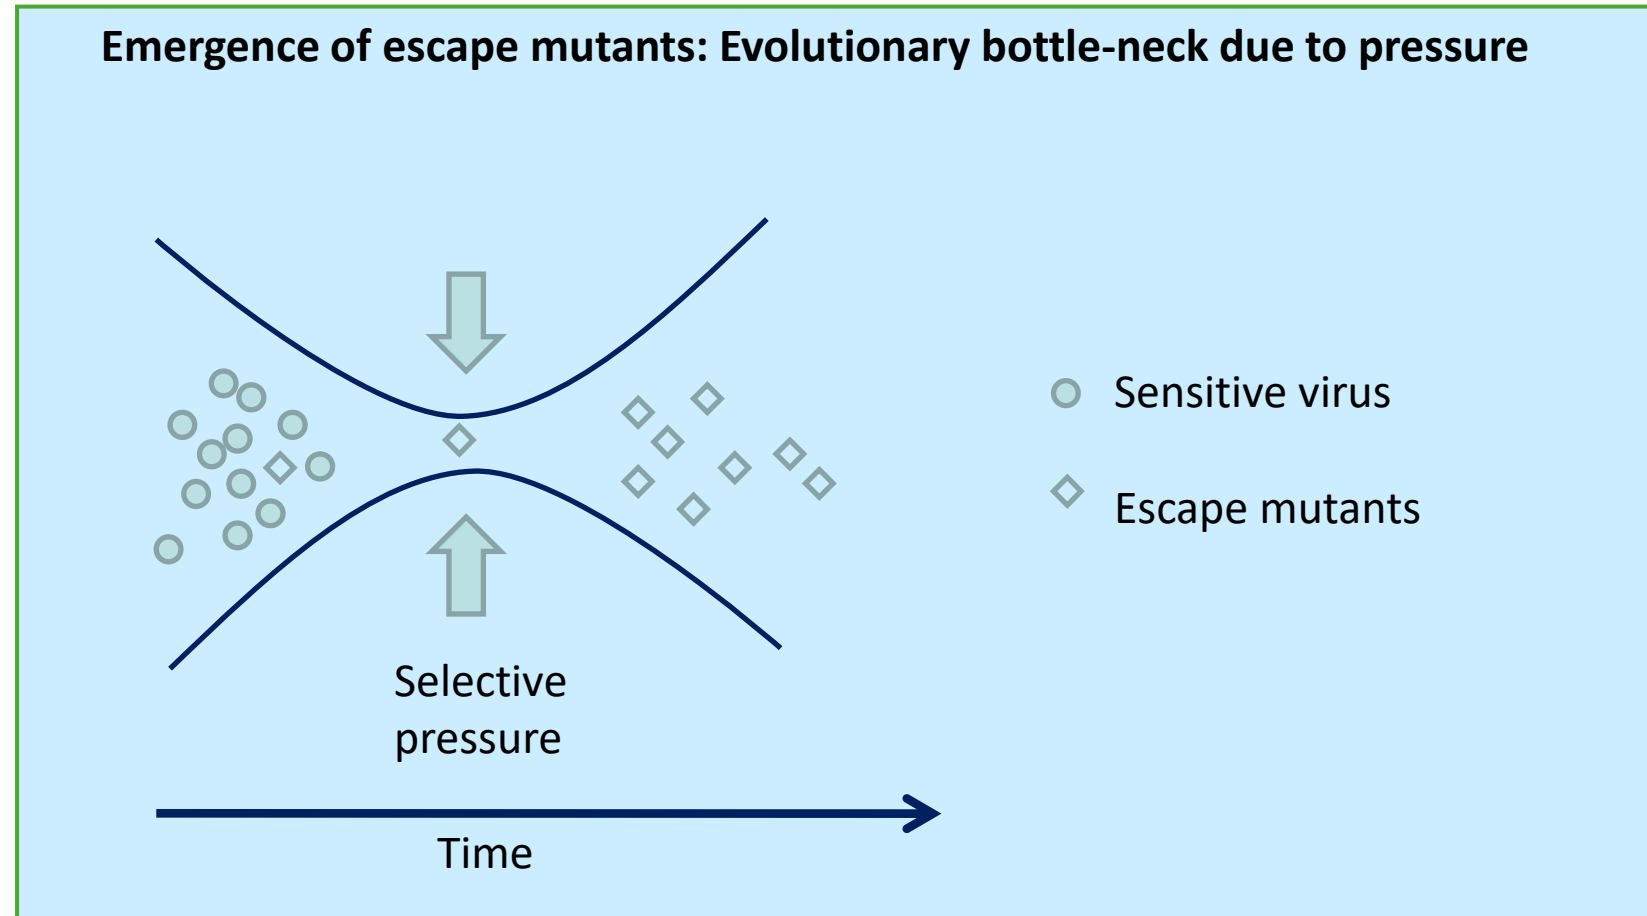 Emergence of escape mutants: Evolutionary bottle-neck due to pressure
Sensitive virus
Escape mutants
Selective
pressure
Time